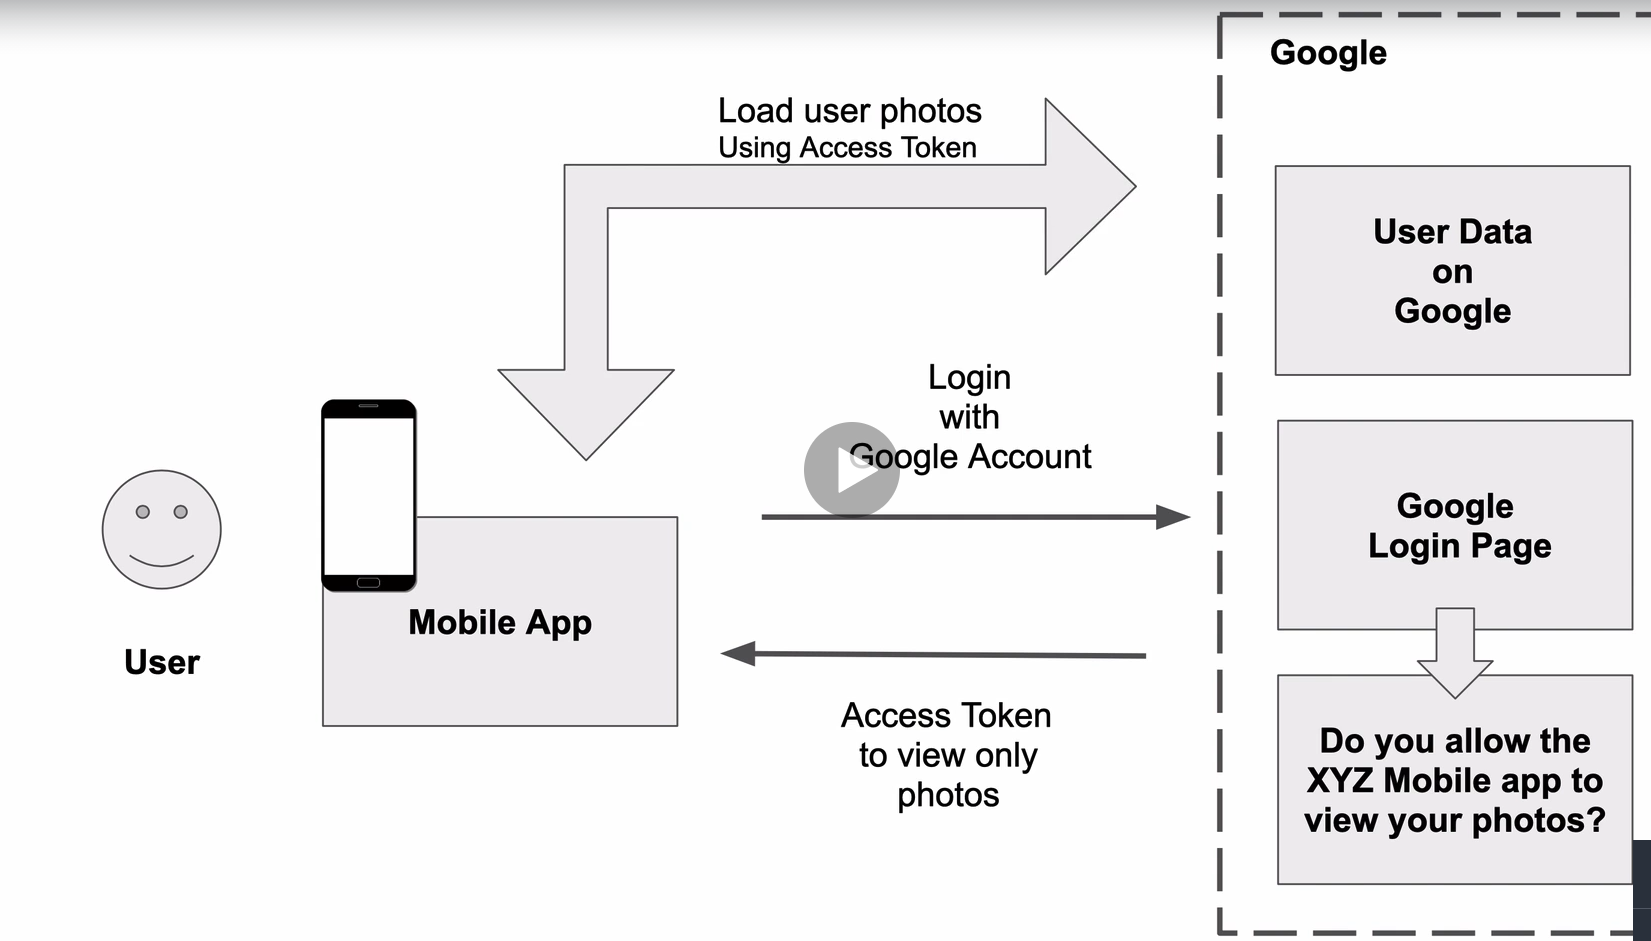 Google
Load user photos
Using Access Token
User Data
on
Google
Login
with
Google Account
Google
Login Page
Mobile App
User
Access Token
to view only
photos
Do you allow the
XYZ Mobile app to
view your photos?